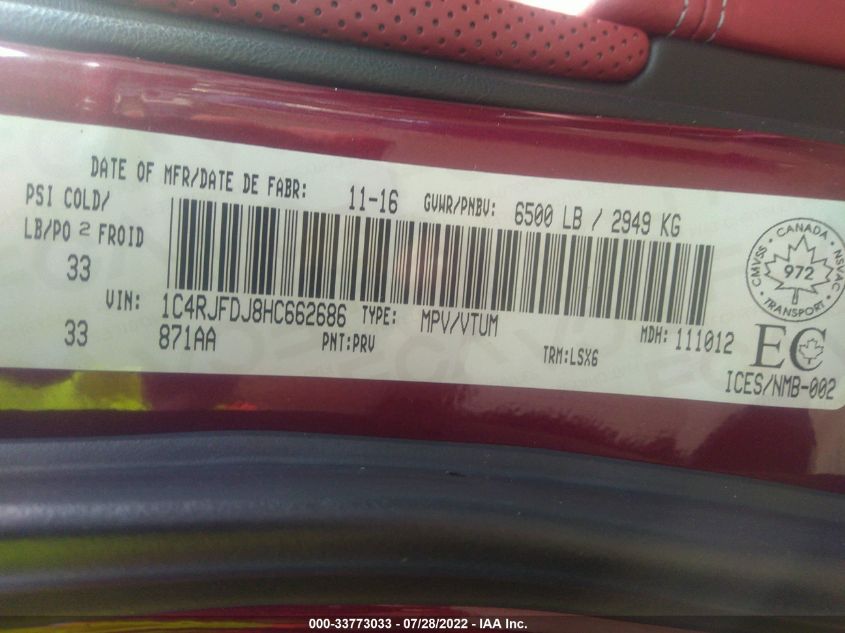 DATE OF MFR/DATE DE FABR: 11-16 GVWR/PNBV: 6500 LB / 2949 KG
PSI COLD/
LB/PO 2 FROID
33
33
VIN: 1C4RJFDJ8HC662686 TYPE: MPV/VTUM MDH: 111012
871AA PNT:PRV TRM:LSX6
CANADA
CMVSS NSVAC
972
TRANSPORT
EC
ICES/NMB-002
000-33773033 - 07/28/2022 - IAA Inc.